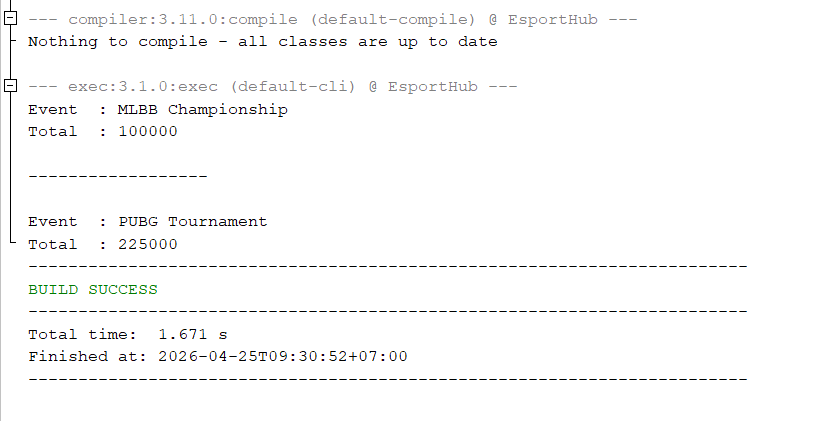 --- compiler:3.11.0:compile (default-compile) @ EsportHub ---
Nothing to compile - all classes are up to date
--- exec:3.1.0:exec (default-cli) @ EsportHub ---
Event  : MLBB Championship
Total  : 100000
------------------
Event  : PUBG Tournament
Total  : 225000
------------------------------------------------------------------------
BUILD SUCCESS
------------------------------------------------------------------------
Total time:  1.671 s
Finished at: 2026-04-25T09:30:52+07:00
------------------------------------------------------------------------